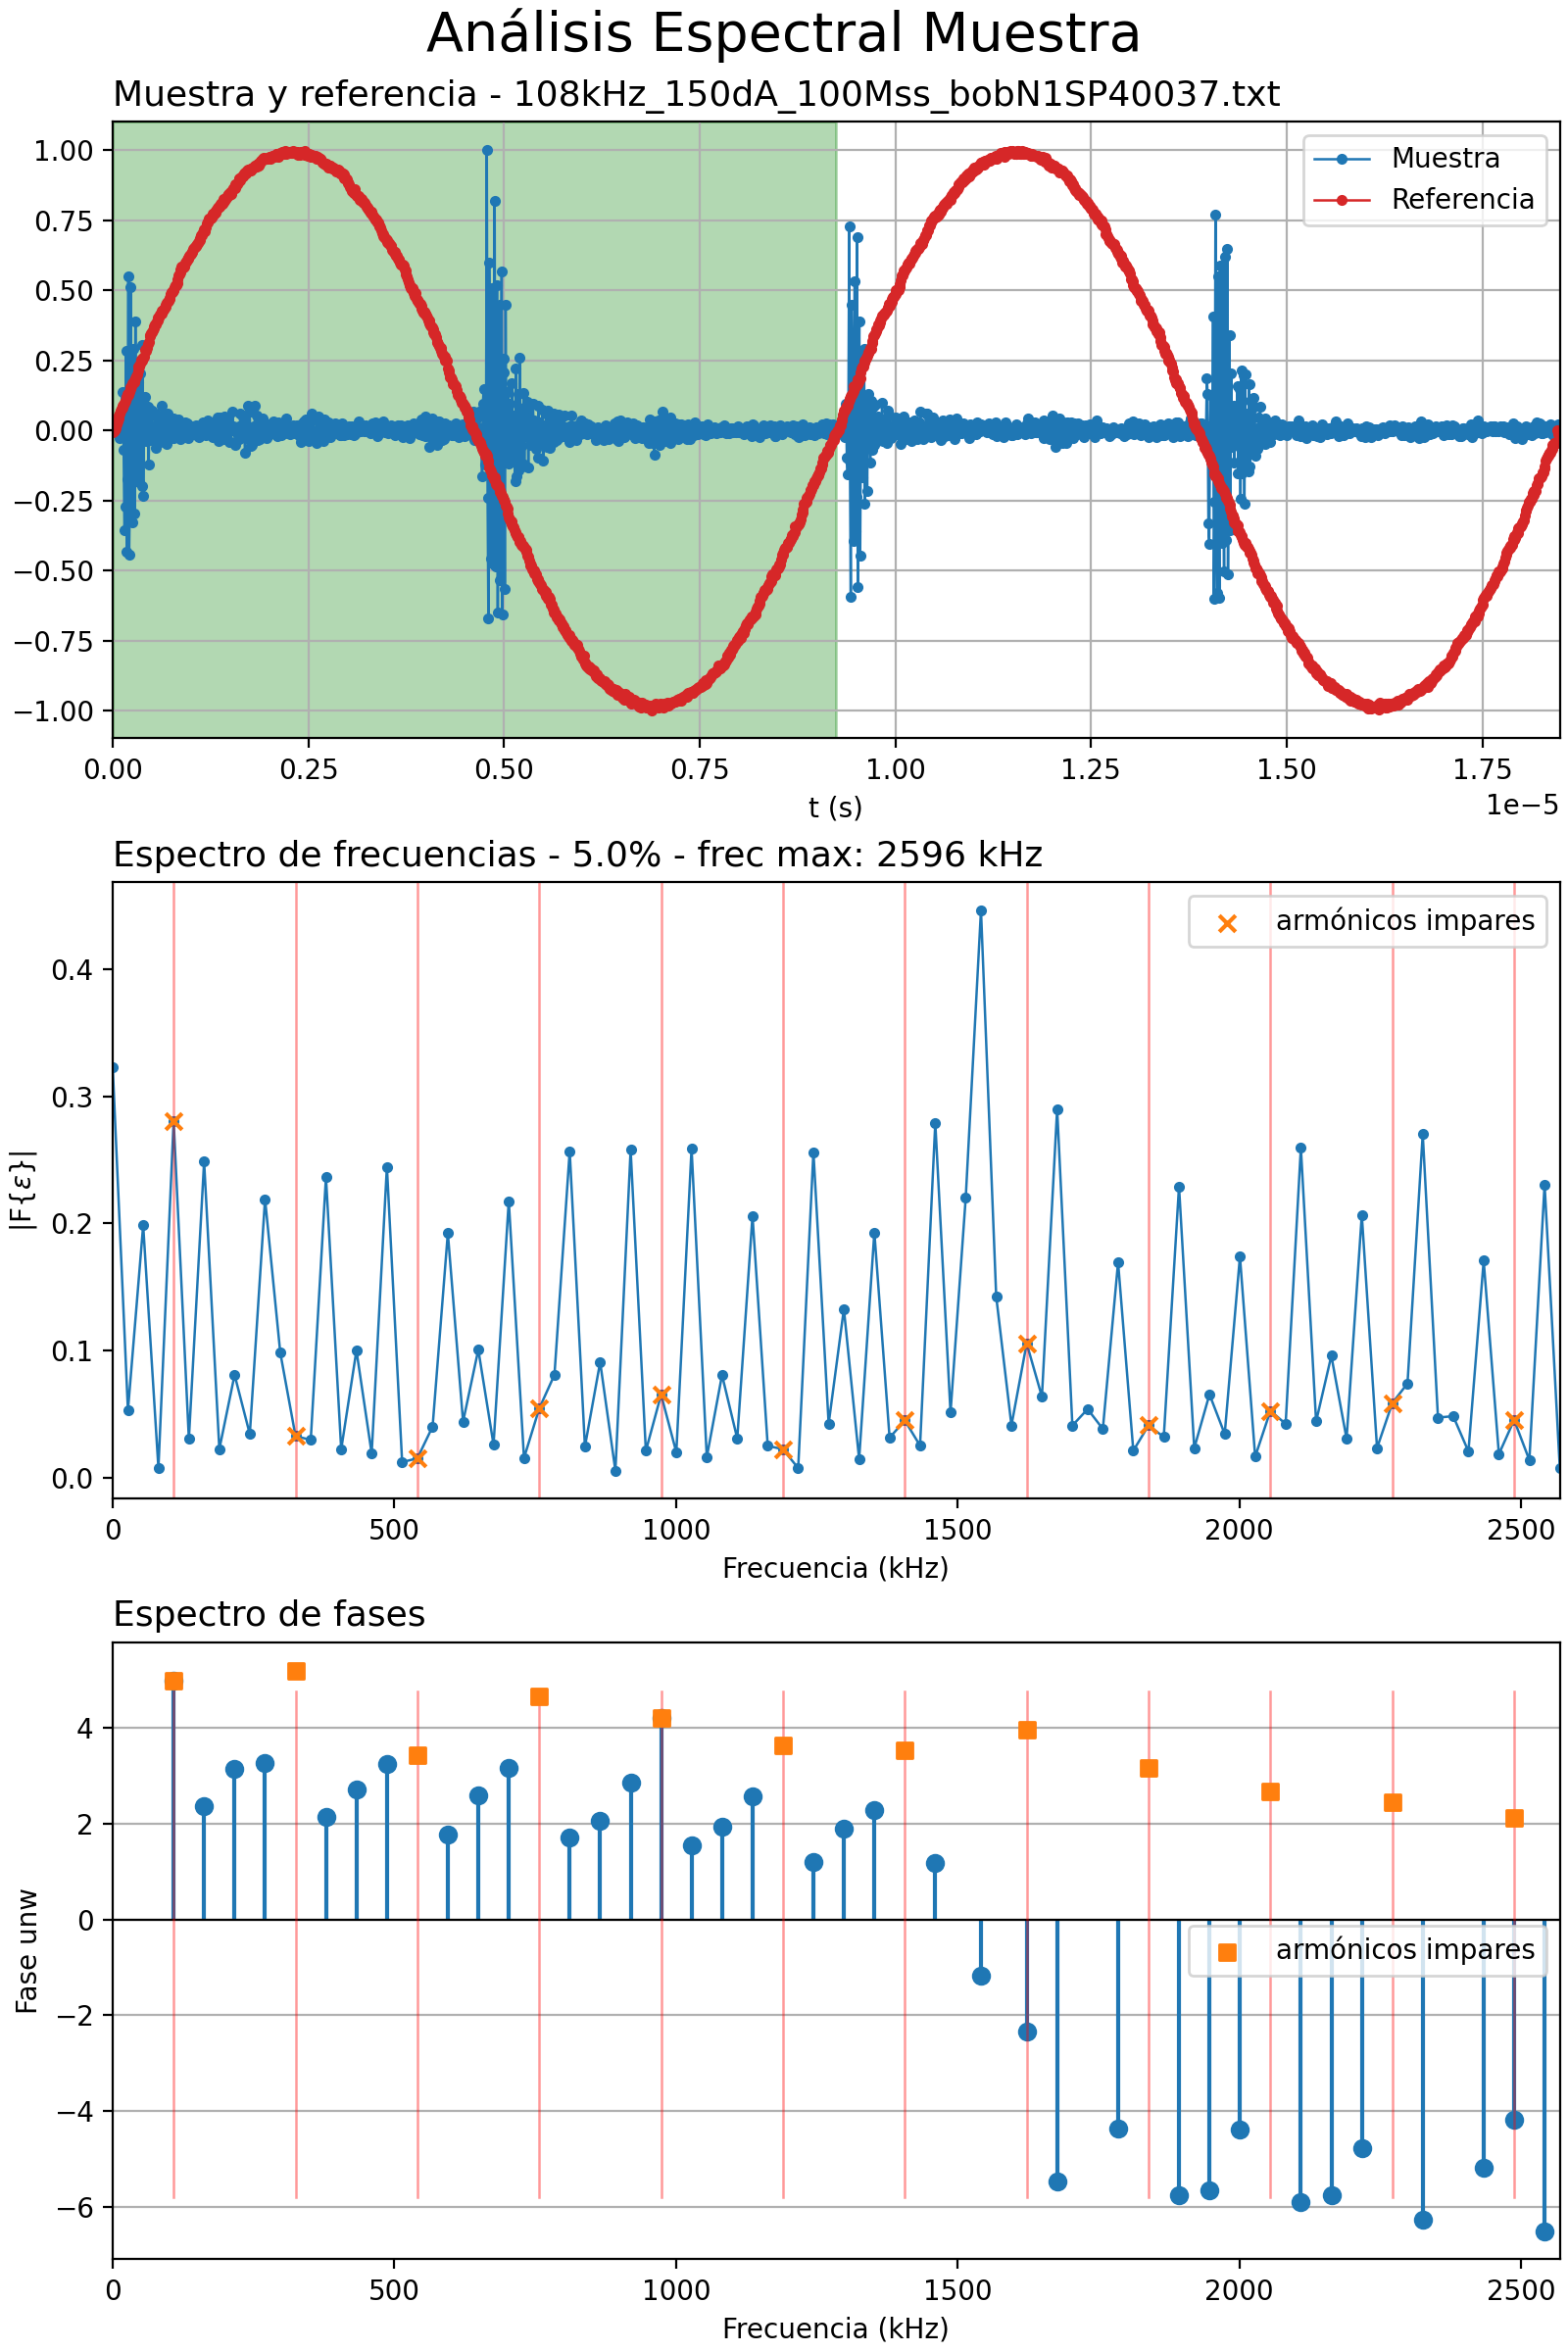 Análisis Espectral Muestra
Muestra y referencia - 108kHz_150dA_100Mss_bobN1SP40037.txt
1.00
0.75
0.50
0.25
0.00
−0.25
−0.50
−0.75
−1.00
Muestra
Referencia
0.00 0.25 0.50 0.75 1.00 1.25 1.50 1.75
1e−5
t (s)
Espectro de frecuencias - 5.0% - frec max: 2596 kHz
armónicos impares
|F{ε}|
0.4
0.3
0.2
0.1
0.0
0 500 1000 1500 2000 2500
Frecuencia (kHz)
Espectro de fases
Fase unw
4
2
0
−2
−4
−6
armónicos impares
0 500 1000 1500 2000 2500
Frecuencia (kHz)